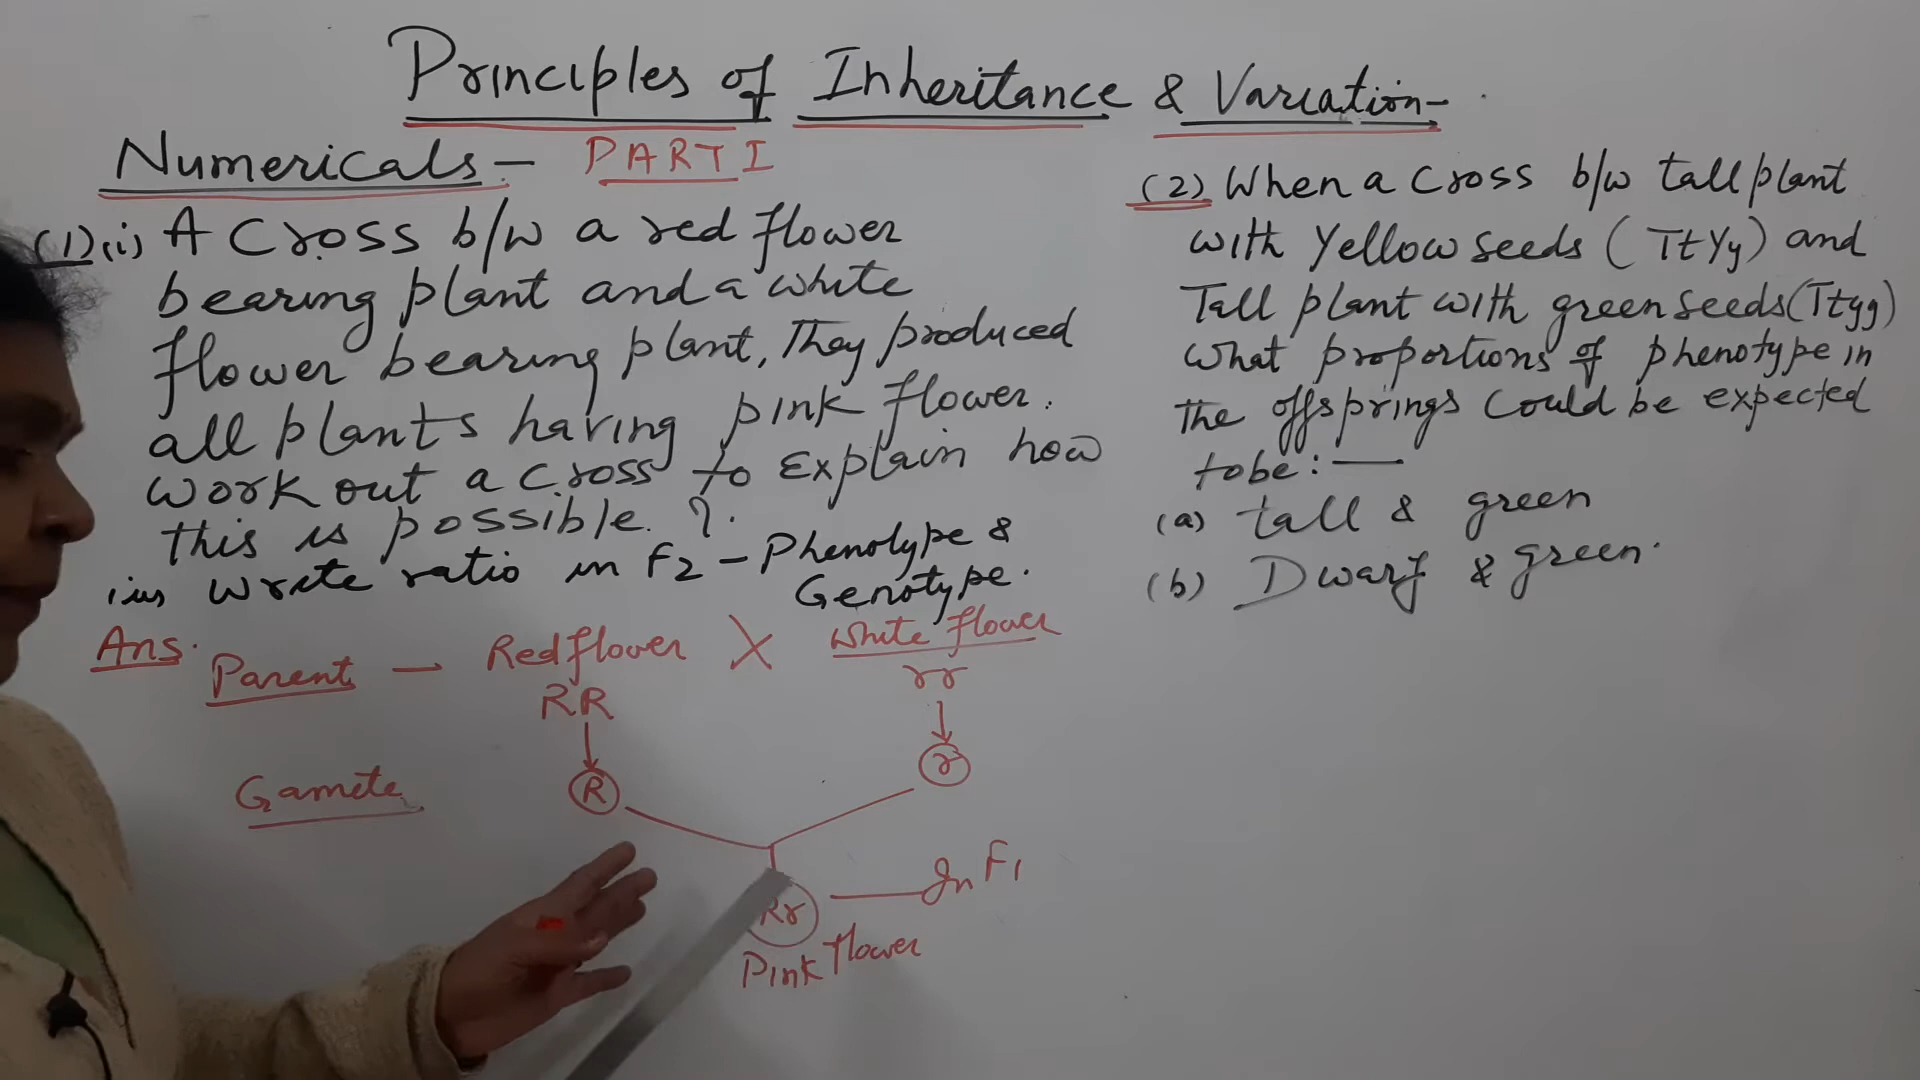 Principles of Inheritance & Variation-
Numericals - PART I
(1) (i) A Cross b/w a red flower
bearing plant and a white
flower bearing plant, They produced
all plants having pink flower.
work out a cross to explain how
this is possible. ?.
(ii) Write ratio in F2 - Phenotype &
Genotype.
Ans. Parent - Red flower X White flower
RR rr
Gamete R r
Rr - In F1
Pink flower
(2) When a Cross b/w tall plant
with Yellow seeds (TtYy) and
Tall plant with green seeds (Ttyy)
What proportions of phenotype in
the offsprings could be expected
to be : -
(a) tall & green
(b) Dwarf & green.